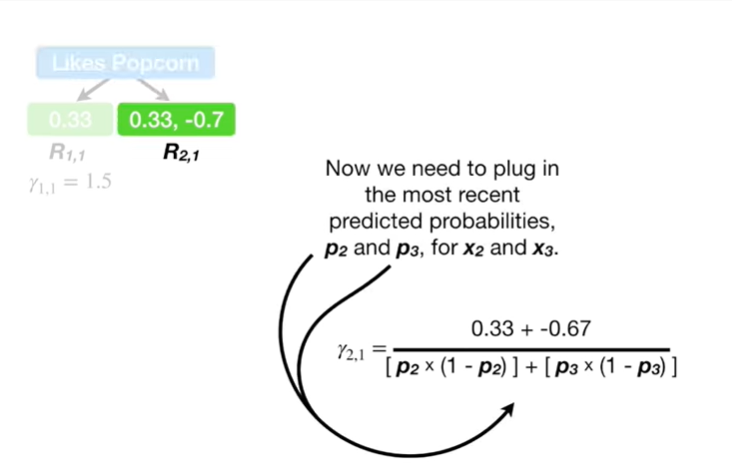 Likes Popcorn
0.33
0.33, -0.7
R1,1
R2,1
γ1,1 = 1.5
Now we need to plug in
the most recent
predicted probabilities,
p2 and p3, for x2 and x3.
0.33 + -0.67
γ2,1 =
[ p2 × (1 - p2) ] + [ p3 × (1 - p3) ]